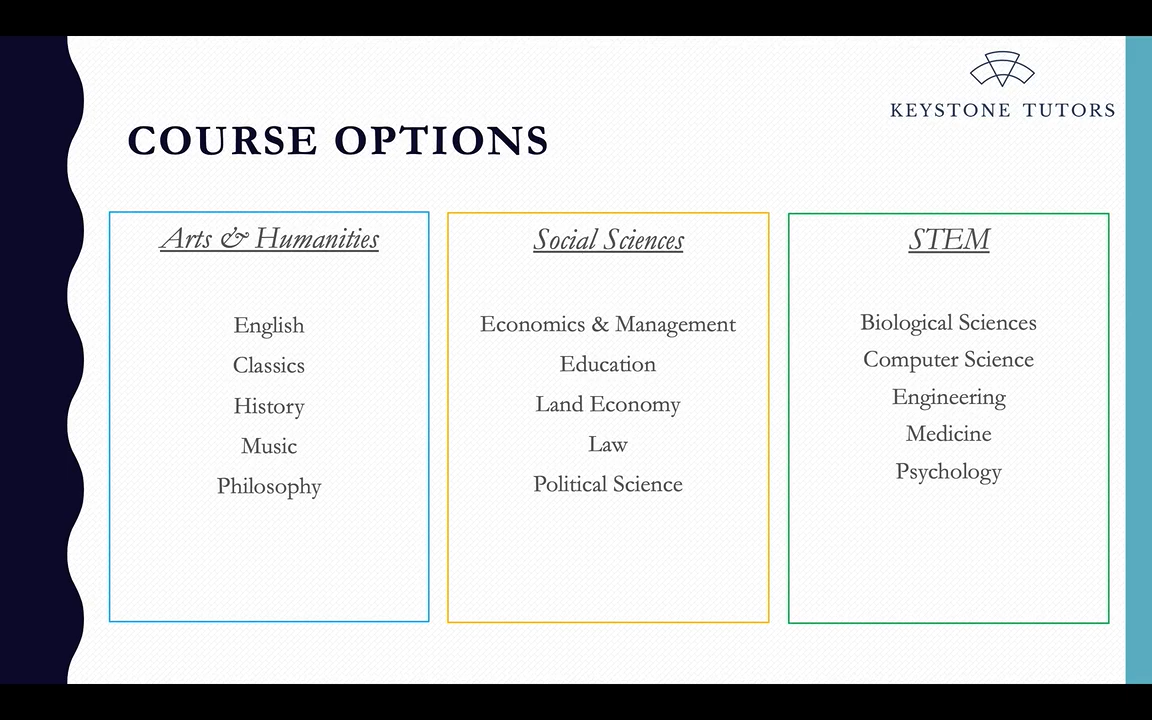 KEYSTONE TUTORS
COURSE OPTIONS
Arts & Humanities
English
Classics
History
Music
Philosophy
Social Sciences
Economics & Management
Education
Land Economy
Law
Political Science
STEM
Biological Sciences
Computer Science
Engineering
Medicine
Psychology